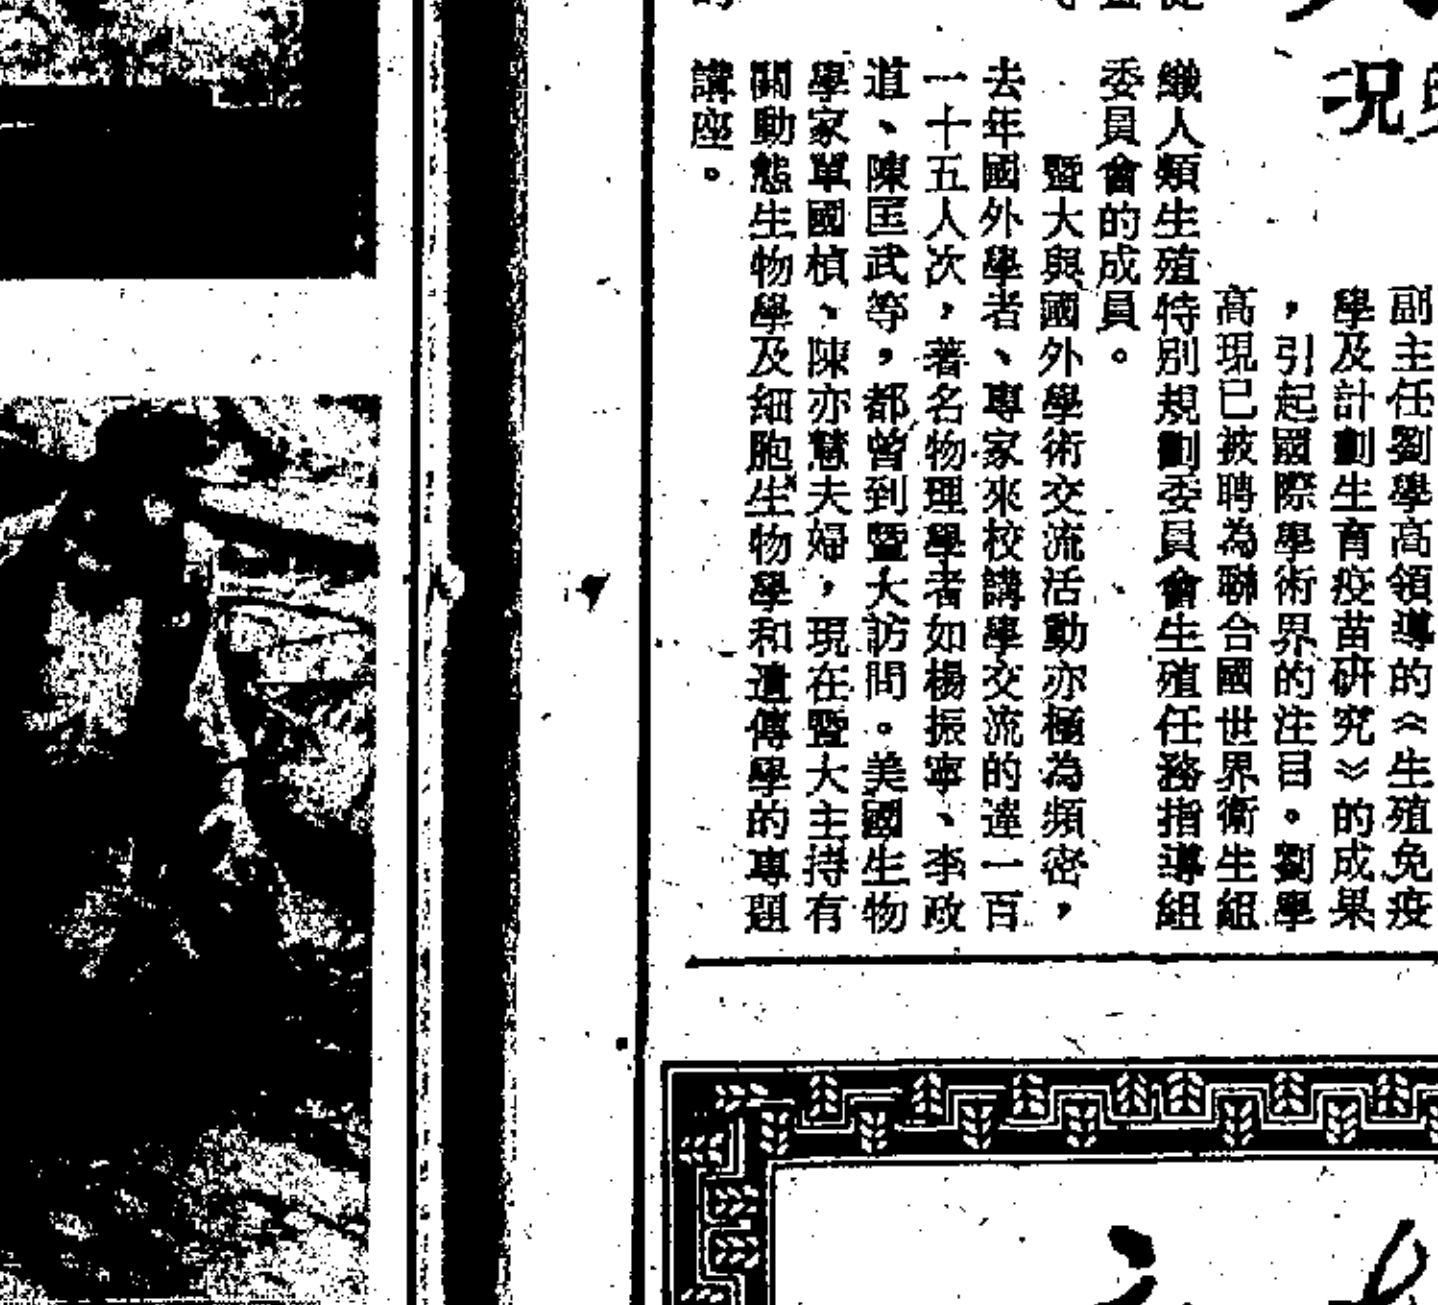 況
副主任劉學高領導的《生殖免疫
學及計劃生育疫苗研究》的成果
，引起國際學術界的注目。劉學
高現已被聘為聯合國世界衛生組
織人類生殖特別規劃委員會生殖任務指導組
委員會的成員。
暨大與國外學術交流活動亦極為頻密，
去年國外學者、專家來校講學交流的達一百
一十五人次，著名物理學者如楊振寧、李政
道、陳匡武等，都曾到暨大訪問。美國生物
學家單國楨、陳亦慧夫婦，現在暨大主持有
關動態生物學及細胞生物學和遺傳學的專題
講座。